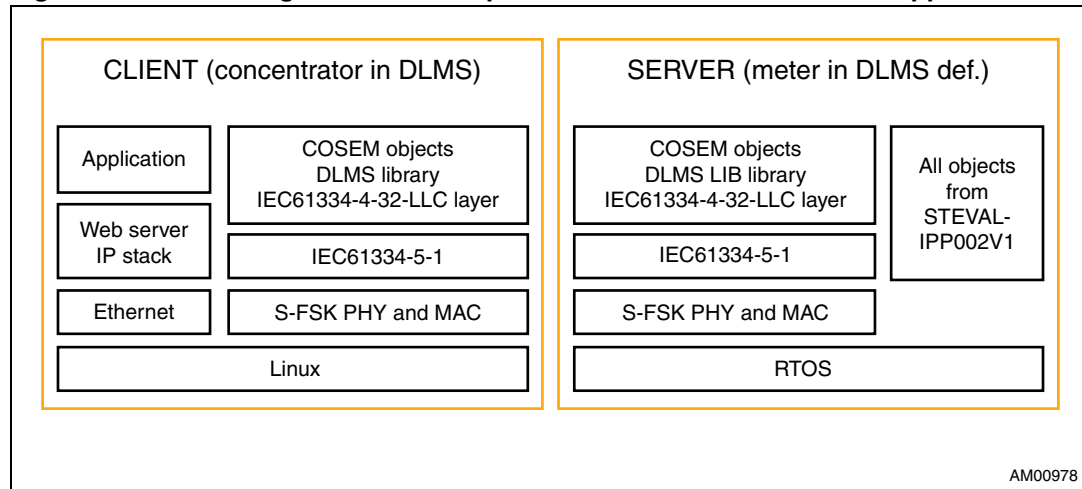 CLIENT (concentrator in DLMS)
Application
Web server
IP stack
Ethernet
COSEM objects
DLMS library
IEC61334-4-32-LLC layer
IEC61334-5-1
S-FSK PHY and MAC
Linux
SERVER (meter in DLMS def.)
COSEM objects
DLMS LIB library
IEC61334-4-32-LLC layer
IEC61334-5-1
S-FSK PHY and MAC
All objects
from
STEVAL-
IPP002V1
RTOS
AM00978